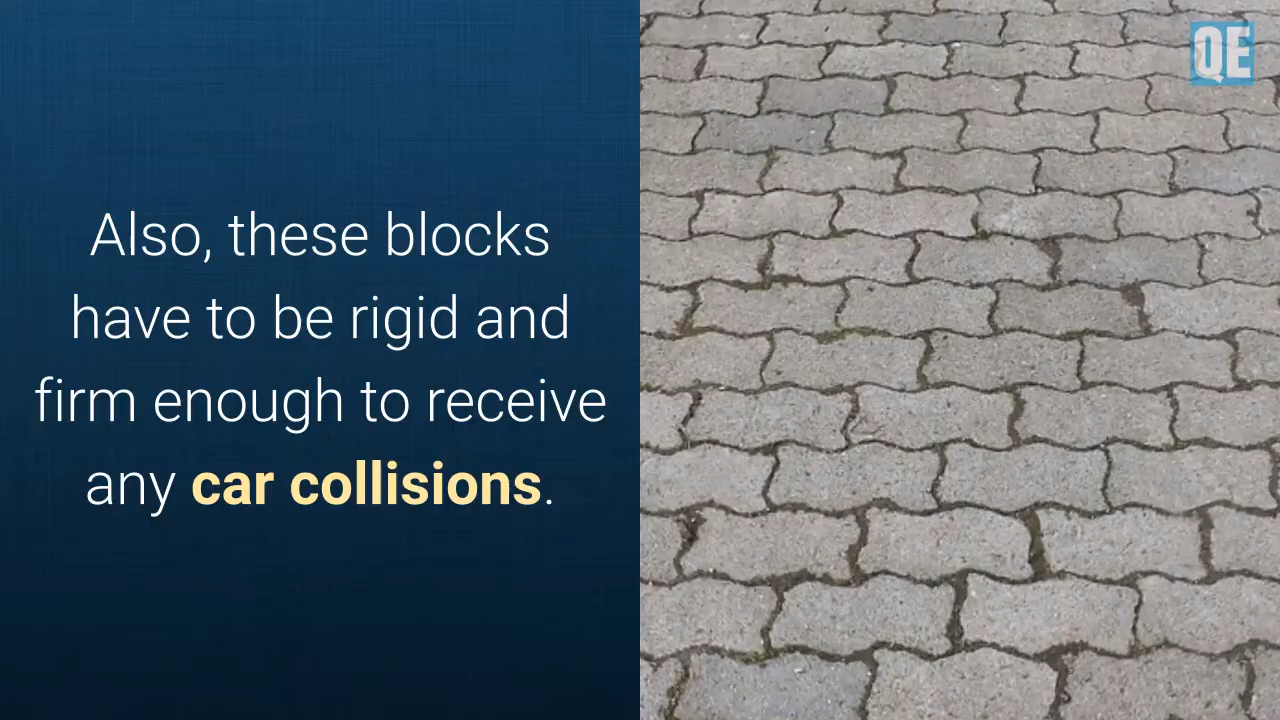 QE
Also, these blocks
have to be rigid and
firm enough to receive
any car collisions.